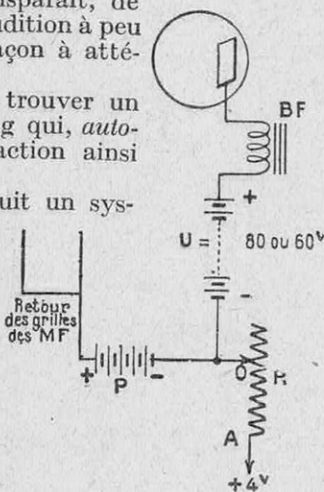 sparaît, de
udition à peu
açon à atté-
trouver un
g qui, auto-
action ainsi
uit un sys-
BF
+
U = 80 ou 60v
-
Retour
des grilles
des MF
+ P -
O
R
A
+4v